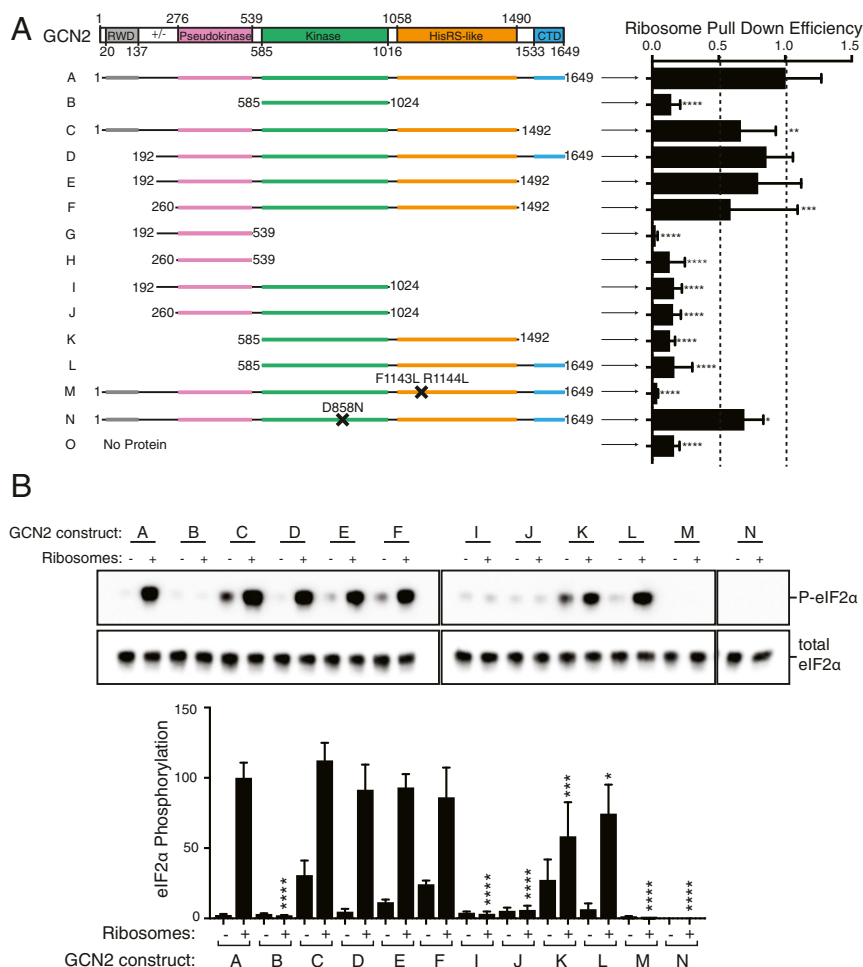 A
GCN2
1 276 539 1058 1490
RWD +/- Pseudokinase Kinase HisRS-like CTD
20 137 585 1016 1533 1649
Ribosome Pull Down Efficiency
0.0 0.5 1.0 1.5
A 1 1649
B 585 1024 ****
C 1 1492 **
D 192 1649
E 192 1492
F 260 1492 ***
G 192 539 ****
H 260 539 ****
I 192 1024 ****
J 260 1024 ****
K 585 1492 ****
L 585 1649 ****
F1143L R1144L
M 1 1649 ****
D858N
N 1 1649 *
O No Protein ****
B
GCN2 construct: A B C D E F I J K L M N
Ribosomes: - + - + - + - + - + - + - + - + - + - + - + - +
P-eIF2α
total
eIF2α
eIF2α Phosphorylation
150
100
50
0
**** **** **** *** * **** ****
Ribosomes: - + - + - + - + - + - + - + - + - + - + - + - +
GCN2 construct: A B C D E F I J K L M N